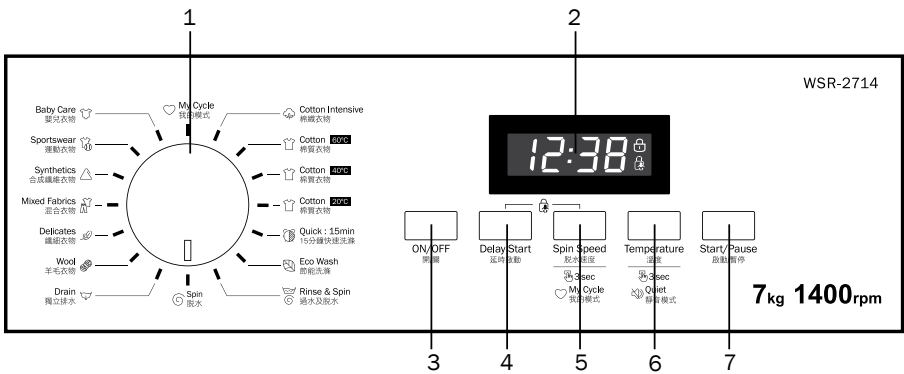 1
2
WSR-2714
My Cycle
我的模式
Baby Care
嬰兒衣物
Sportswear
運動衣物
Synthetics
合成纖維衣物
Mixed Fabrics
混合衣物
Delicates
纖細衣物
Wool
羊毛衣物
Drain
獨立排水
Spin
脫水
Cotton Intensive
棉織衣物
Cotton 60°C
棉質衣物
Cotton 40°C
棉質衣物
Cotton 20°C
棉質衣物
Quick : 15min
15分鐘快速洗滌
Eco Wash
節能洗滌
Rinse & Spin
過水及脫水
12:38
ON/OFF
開/關
Delay Start
延時啟動
Spin Speed
脫水速度
3 sec
My Cycle
我的模式
Temperature
溫度
3 sec
Quiet
靜音模式
Start/Pause
啟動/暫停
7kg 1400rpm
3
4
5
6
7